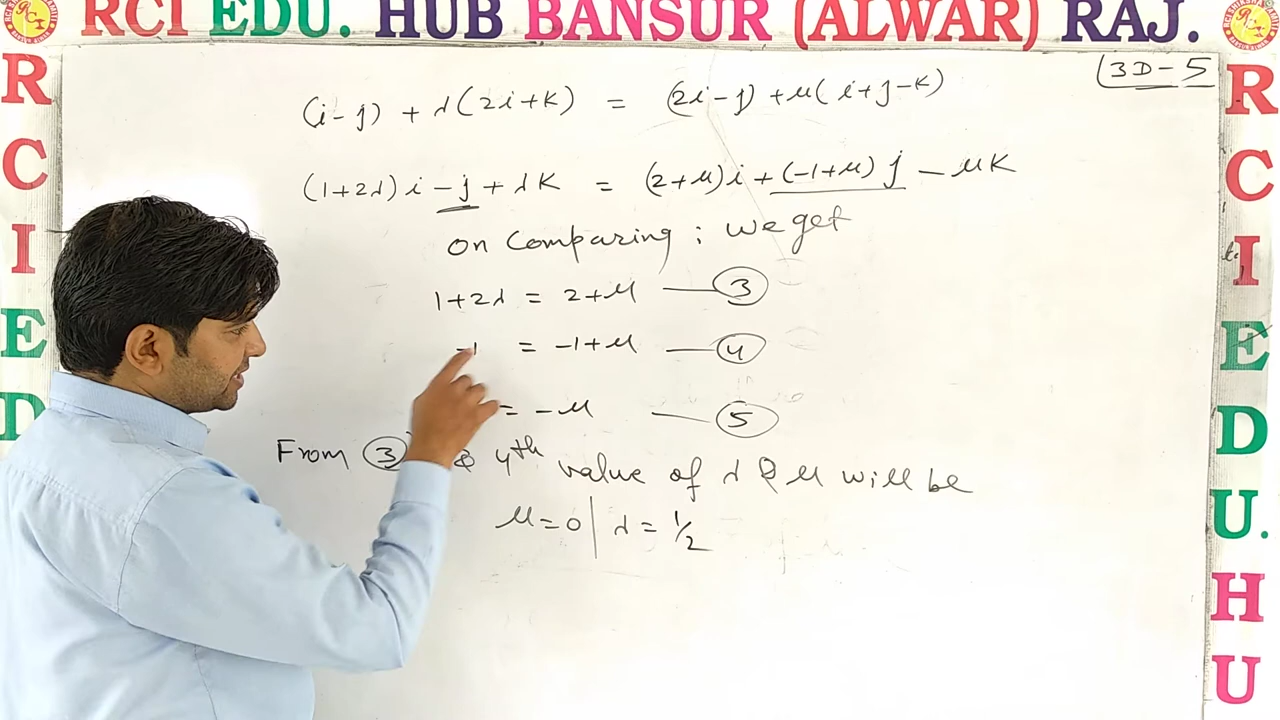 RCI EDU. HUB BANSUR (ALWAR) RAJ.
3D-5
(i-j) + λ(2i+k) = (2i-j) + μ(i+j-k)
(1+2λ)i - j + λk = (2+μ)i + (-1+μ)j - μk
on comparing: we get
1+2λ = 2+μ — 3
-1 = -1+μ — 4
= -μ — 5
From 3 & 4th value of λ & μ will be
μ=0 | λ = 1/2
R
C
I
E
D
R
C
I
E
D
U.
H
U